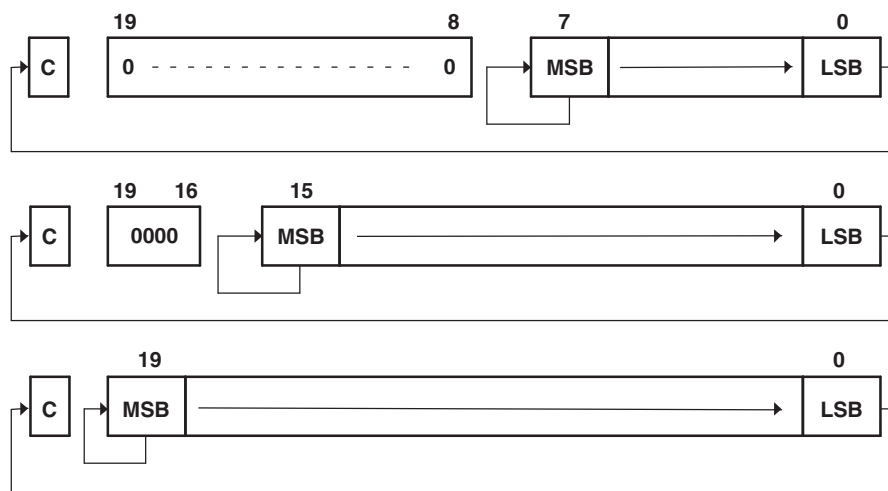 19 8 7 0
C 0 0 MSB LSB
19 16 15 0
C 0000 MSB LSB
19 0
C MSB LSB